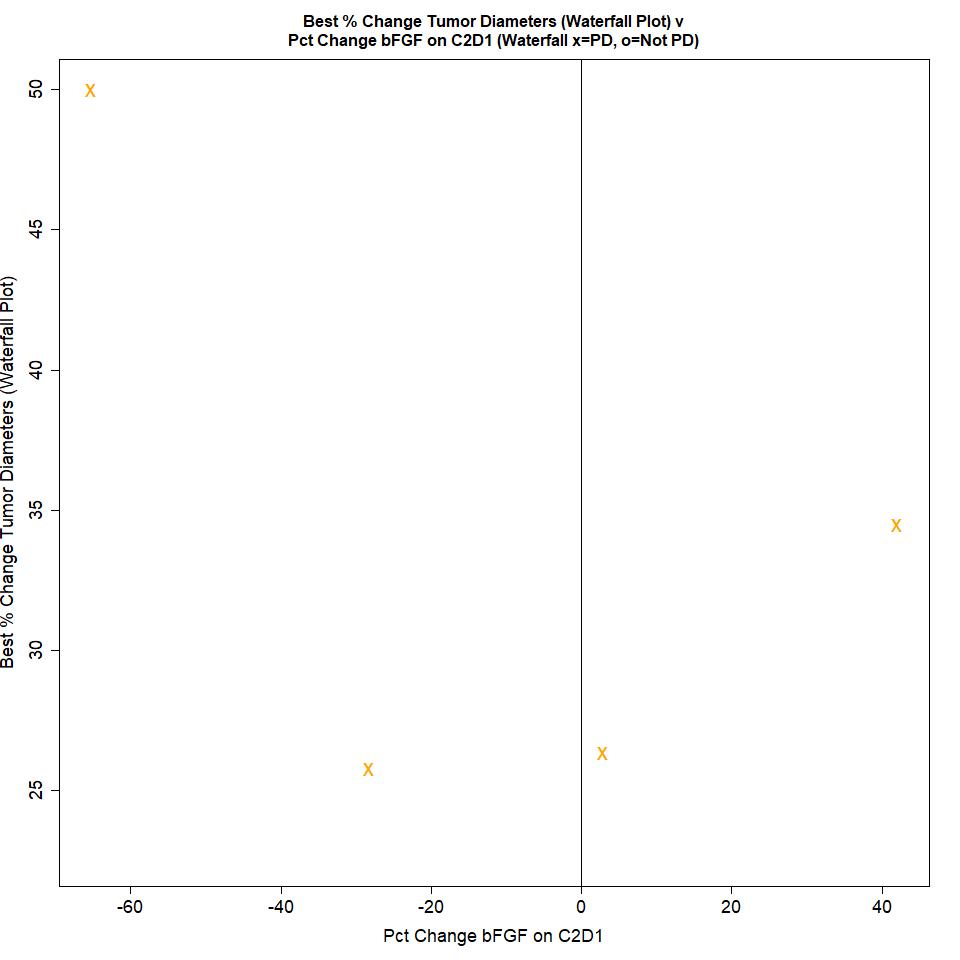 Best % Change Tumor Diameters (Waterfall Plot) v
Pct Change bFGF on C2D1 (Waterfall x=PD, o=Not PD)
Best % Change Tumor Diameters (Waterfall Plot)
50
45
40
35
30
25
X
X
X
X
-60
-40
-20
0
20
40
Pct Change bFGF on C2D1